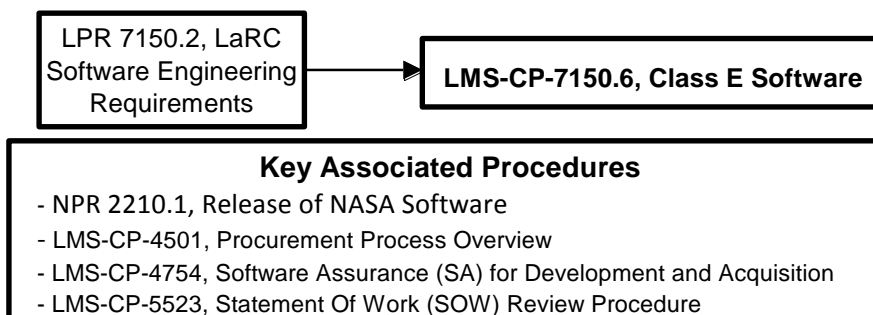 LPR 7150.2, LaRC
Software Engineering
Requirements
LMS-CP-7150.6, Class E Software
Key Associated Procedures
- NPR 2210.1, Release of NASA Software
- LMS-CP-4501, Procurement Process Overview
- LMS-CP-4754, Software Assurance (SA) for Development and Acquisition
- LMS-CP-5523, Statement Of Work (SOW) Review Procedure